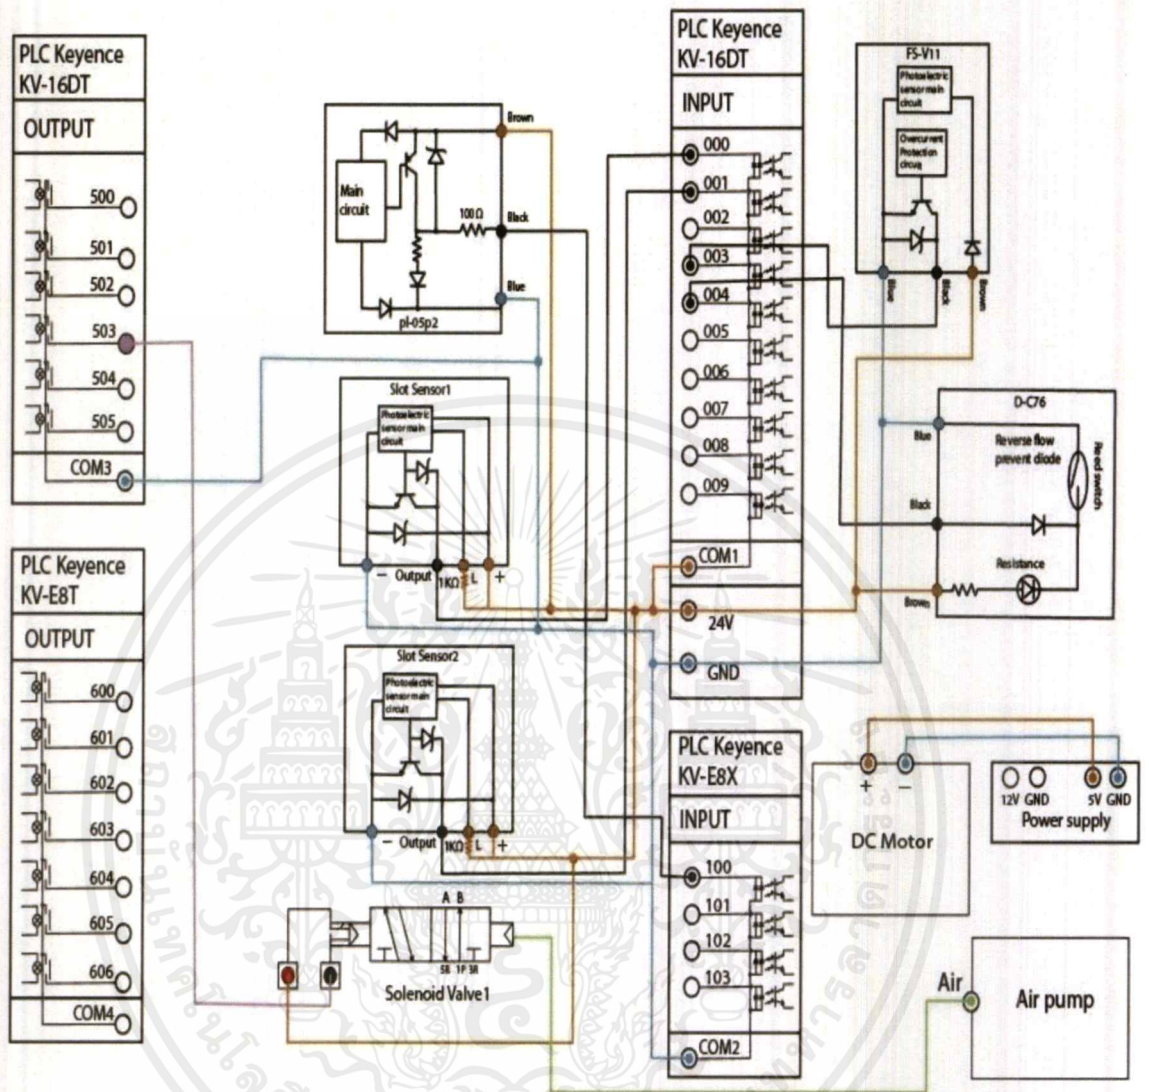 PLC Keyence
KV-16DT
OUTPUT
500
501
502
503
504
505
COM3
PLC Keyence
KV-E8T
OUTPUT
600
601
602
603
604
605
606
COM4
Main
circuit
100 Ω
Brown
Black
Blue
pl-05p2
Slot Sensor1
Photoelectric
sensor main
circuit
–
Output
1KΩ
L
+
Slot Sensor2
Photoelectric
sensor main
circuit
–
Output
1KΩ
L
+
A B
5R 1P 3R
Solenoid Valve1
PLC Keyence
KV-16DT
INPUT
000
001
002
003
004
005
006
007
008
009
COM1
24V
GND
PLC Keyence
KV-E8X
INPUT
100
101
102
103
COM2
FS-V11
Photoelectric
sensor main
circuit
Overcurrent
Protection
Blue
Black
Brown
D-C76
Blue
Reverse flow
prevent diode
Reed switch
Black
Resistance
Brown
+
–
DC Motor
12V GND
5V GND
Power supply
Air
Air pump